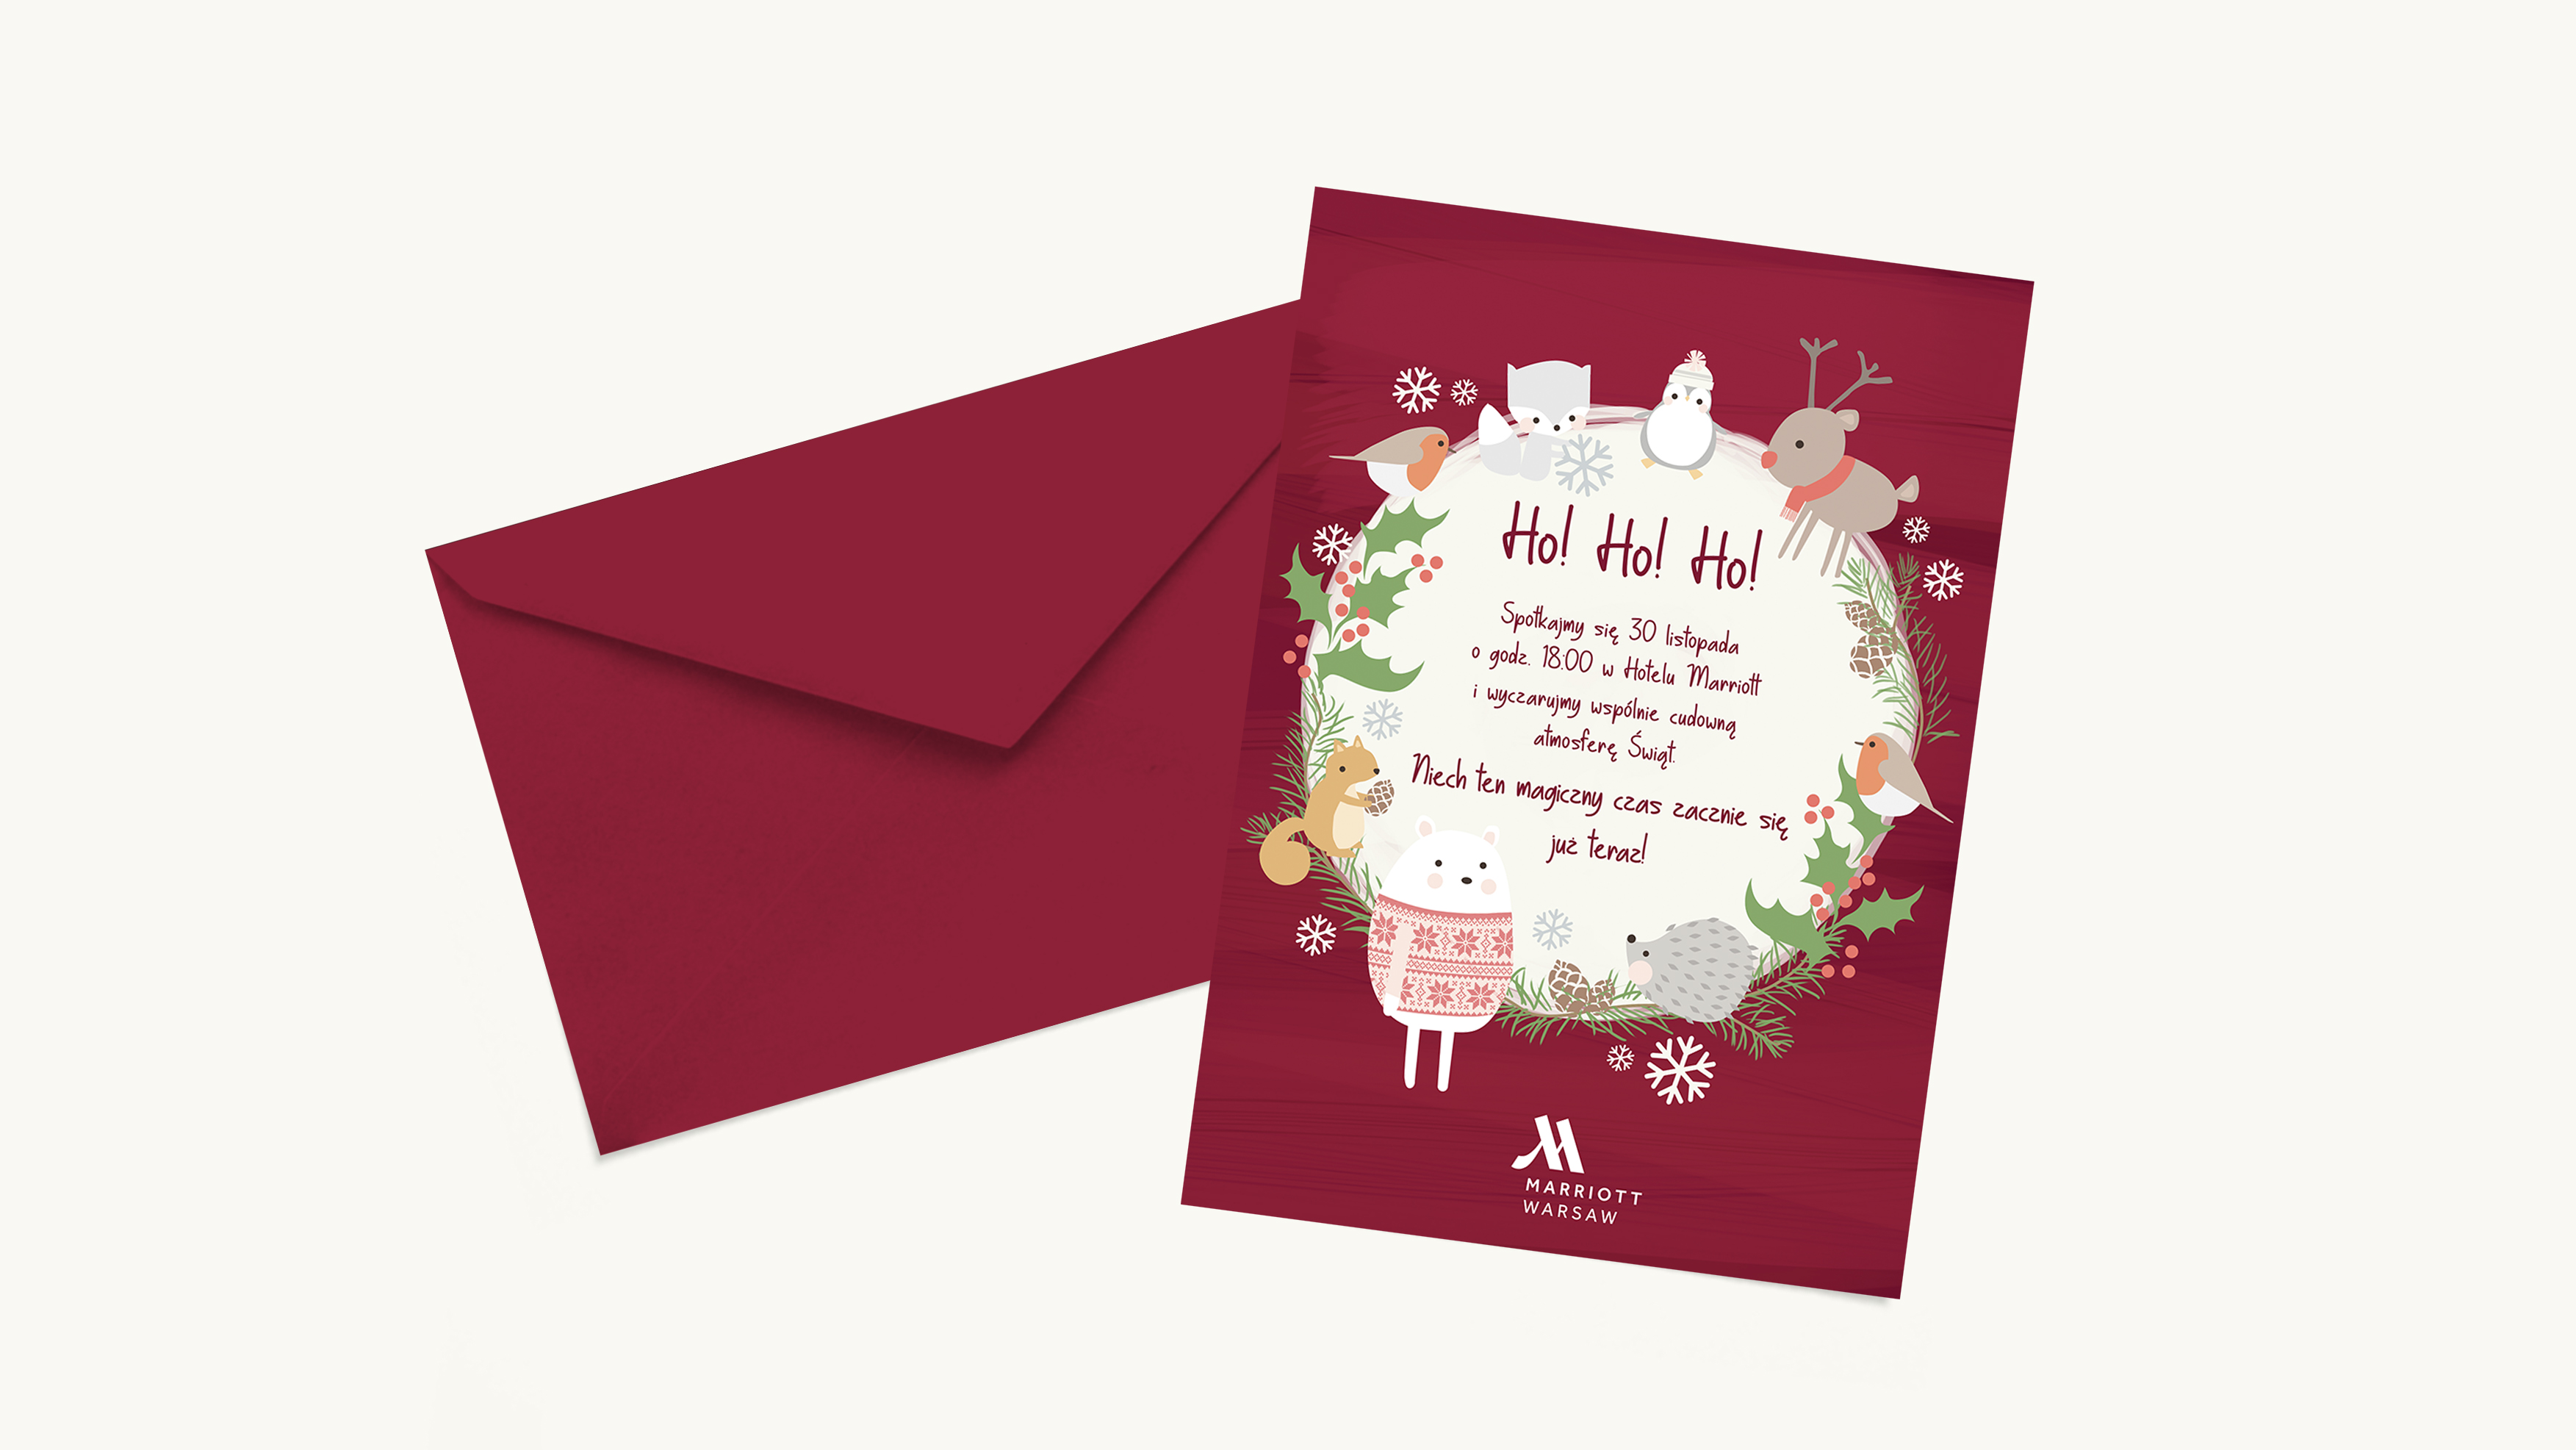 Ho! Ho! Ho!
Spotkajmy się 30 listopada
o godz. 18:00 w Hotelu Marriott
i wyczarujmy wspólnie cudowną
atmosferę Świąt.
Niech ten magiczny czas zacznie się
już teraz!
MARRIOTT
WARSAW